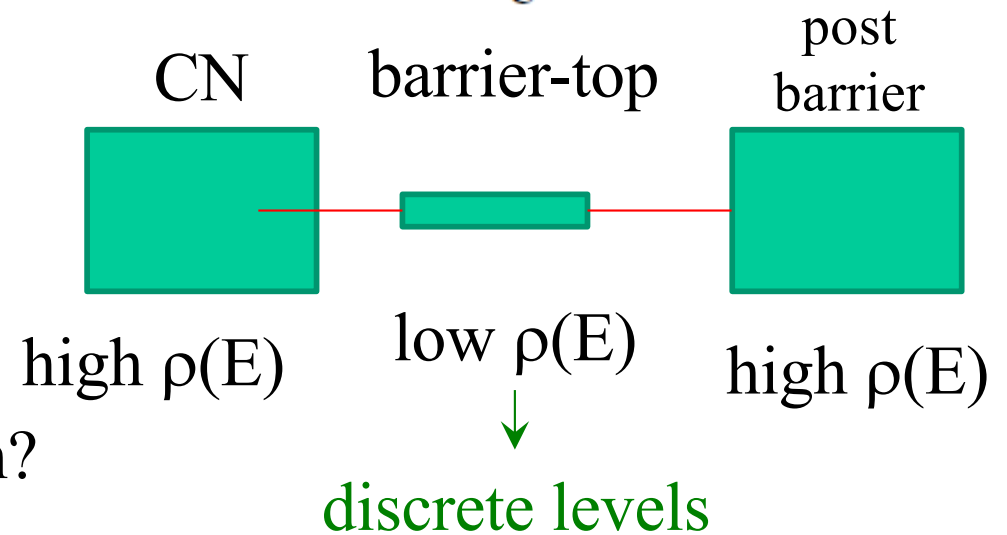 CN
barrier-top
post
barrier
high ρ(E)
low ρ(E)
high ρ(E)
discrete levels